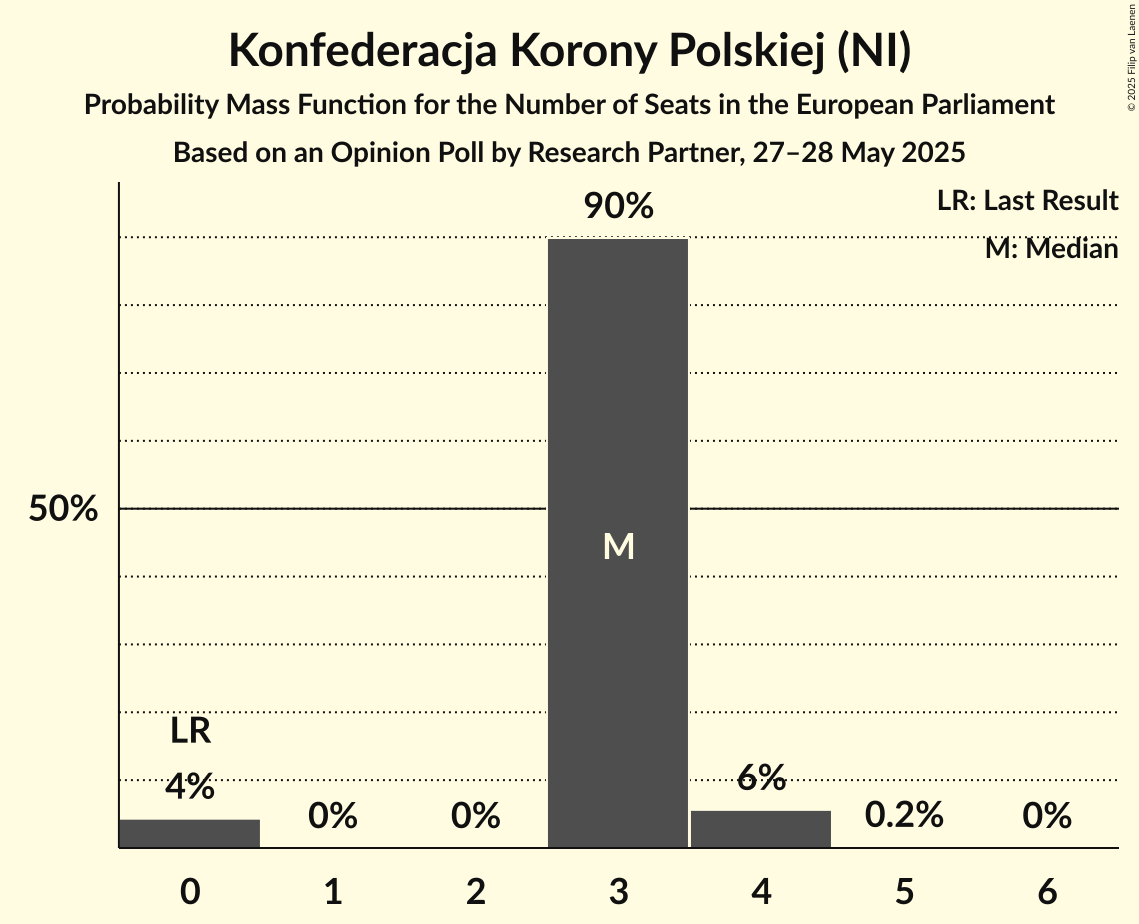 Konfederacja Korony Polskiej (NI)
Probability Mass Function for the Number of Seats in the European Parliament
Based on an Opinion Poll by Research Partner, 27–28 May 2025
© 2025 Filip van Laenen
LR: Last Result
M: Median
90%
50%
M
LR
4%
0%
0%
6%
0.2%
0%
0
1
2
3
4
5
6